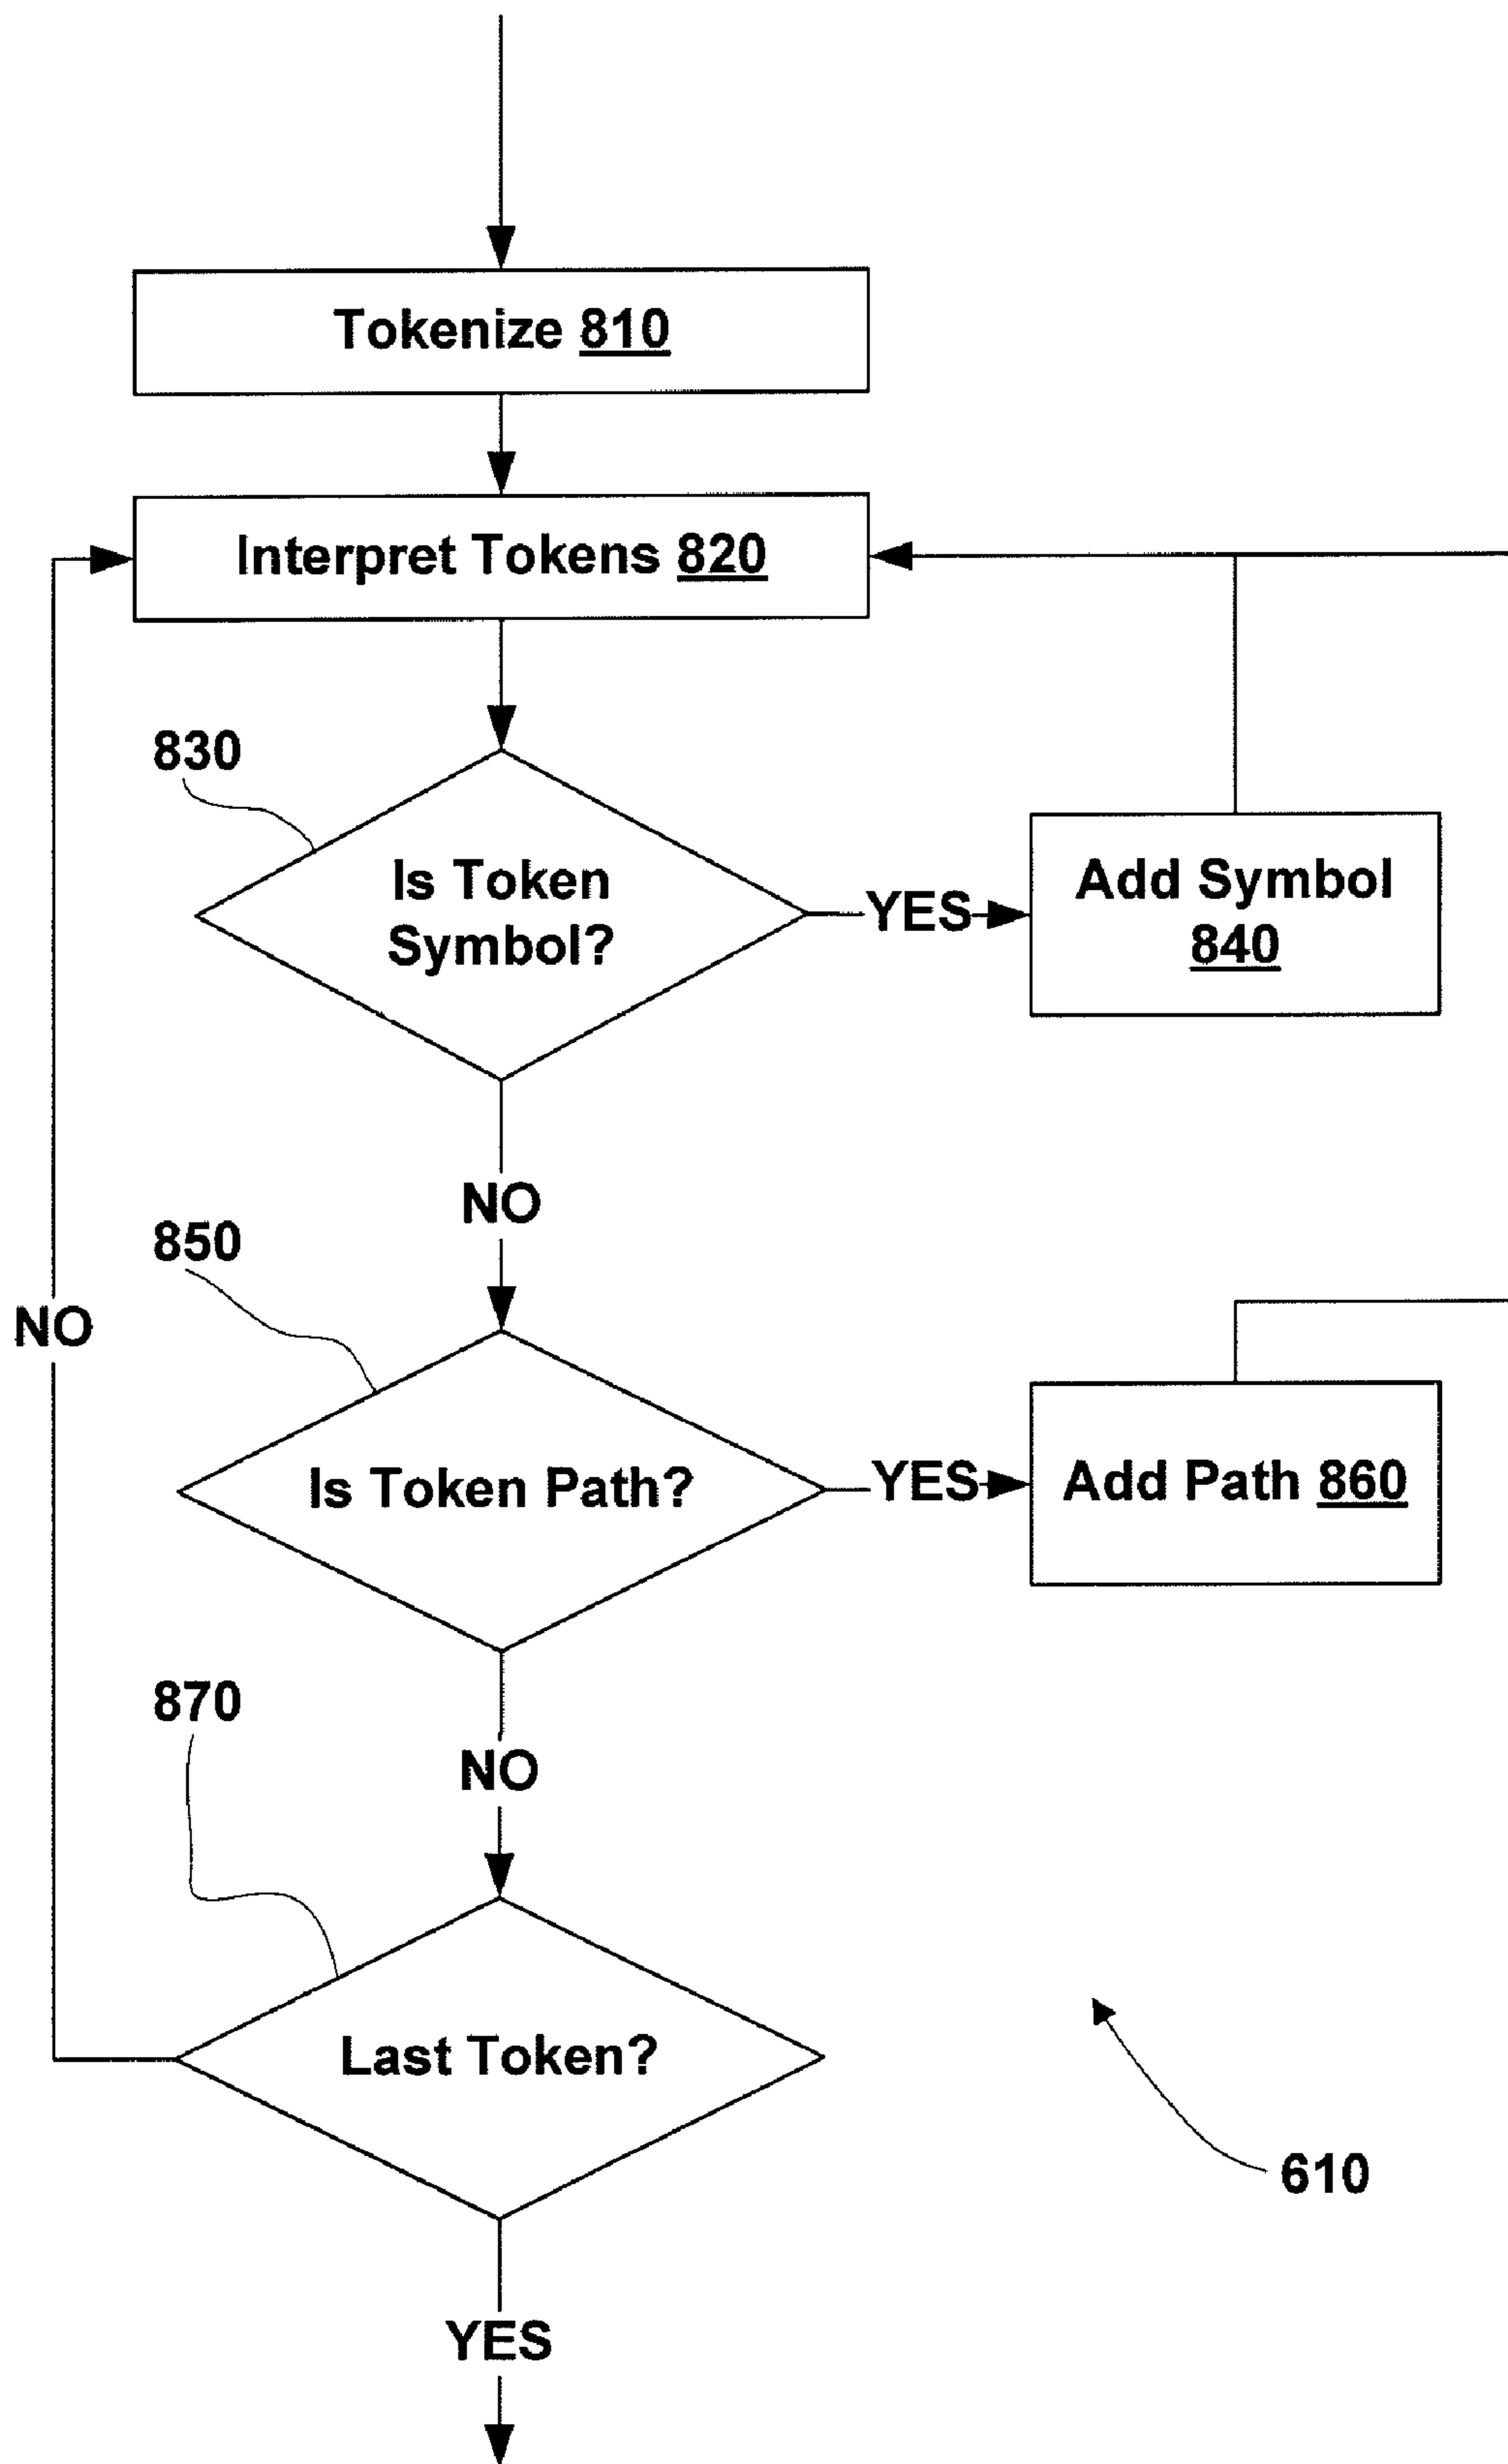 Tokenize 810
Interpret Tokens 820
830
Is Token
Symbol?
YES
Add Symbol
840
NO
850
NO
Is Token Path?
YES
Add Path 860
870
NO
Last Token?
610
YES